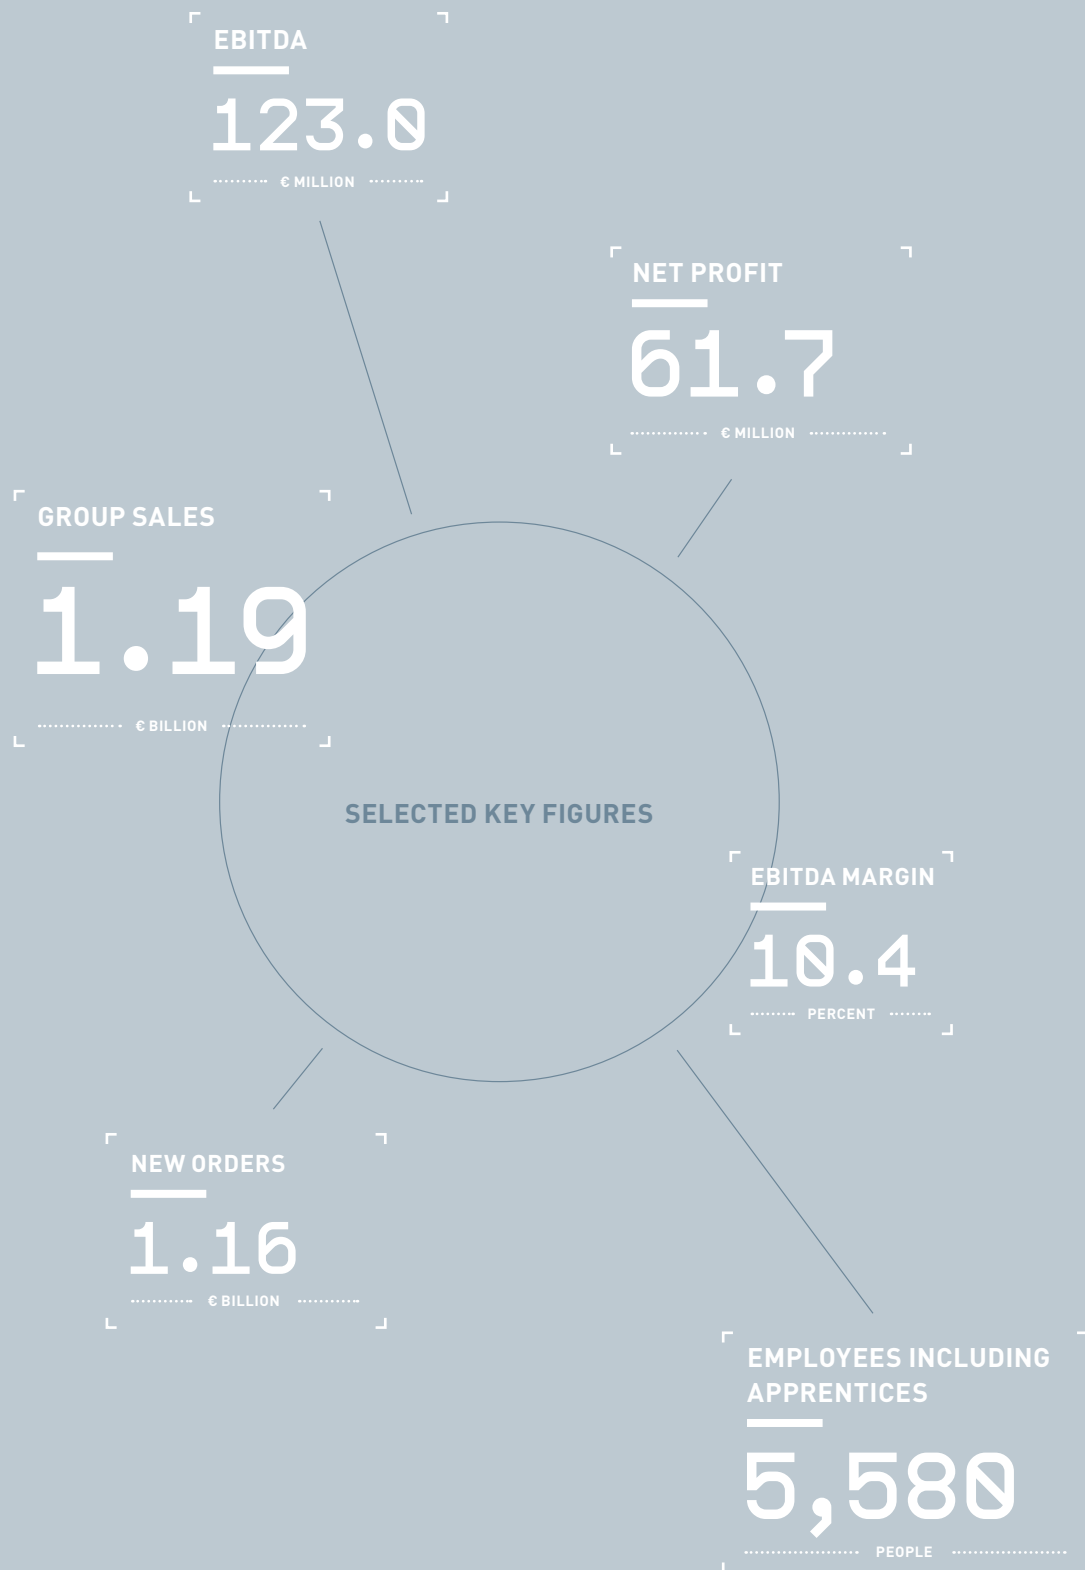 EBITDA
123.0
€ MILLION
NET PROFIT
61.7
€ MILLION
GROUP SALES
1.19
€ BILLION
SELECTED KEY FIGURES
EBITDA MARGIN
10.4
PERCENT
NEW ORDERS
1.16
€ BILLION
EMPLOYEES INCLUDING
APPRENTICES
5,580
PEOPLE